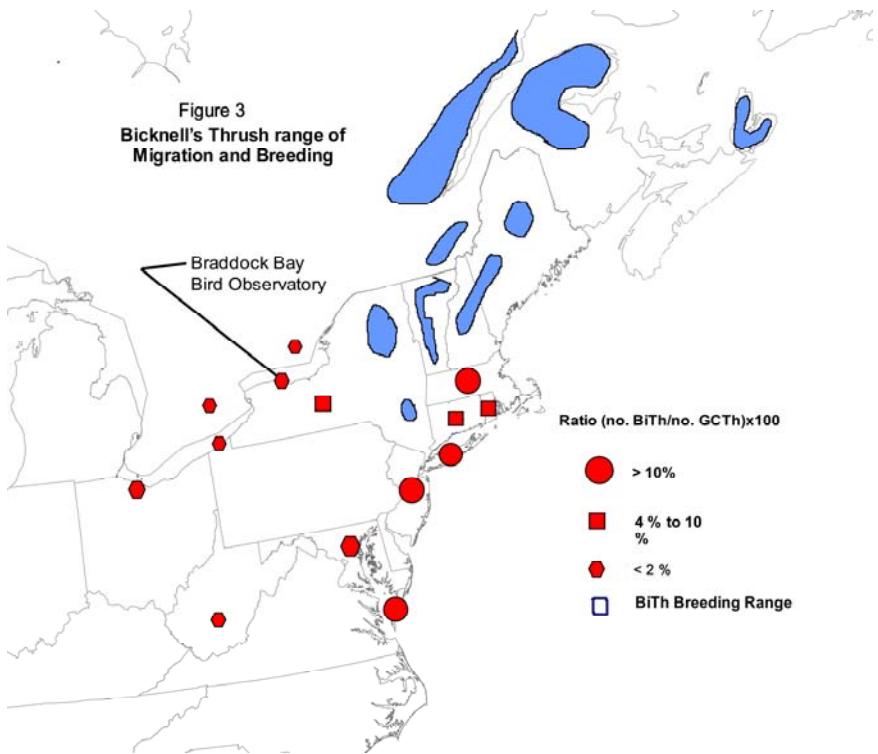 Figure 3
Bicknell's Thrush range of
Migration and Breeding
Braddock Bay
Bird Observatory
Ratio (no. BiTh/no. GCTh)x100
> 10%
4 % to 10
%
< 2 %
BiTh Breeding Range